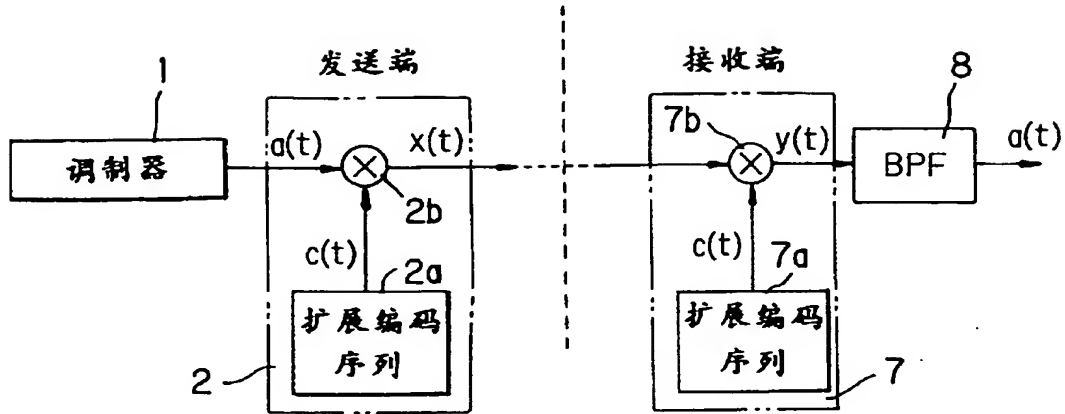 发送端
接收端
1
8
7b
a(t)
x(t)
y(t)
a(t)
调制器
BPF
2b
c(t)
2a
c(t)
7a
扩展编码
序列
扩展编码
序列
2
7